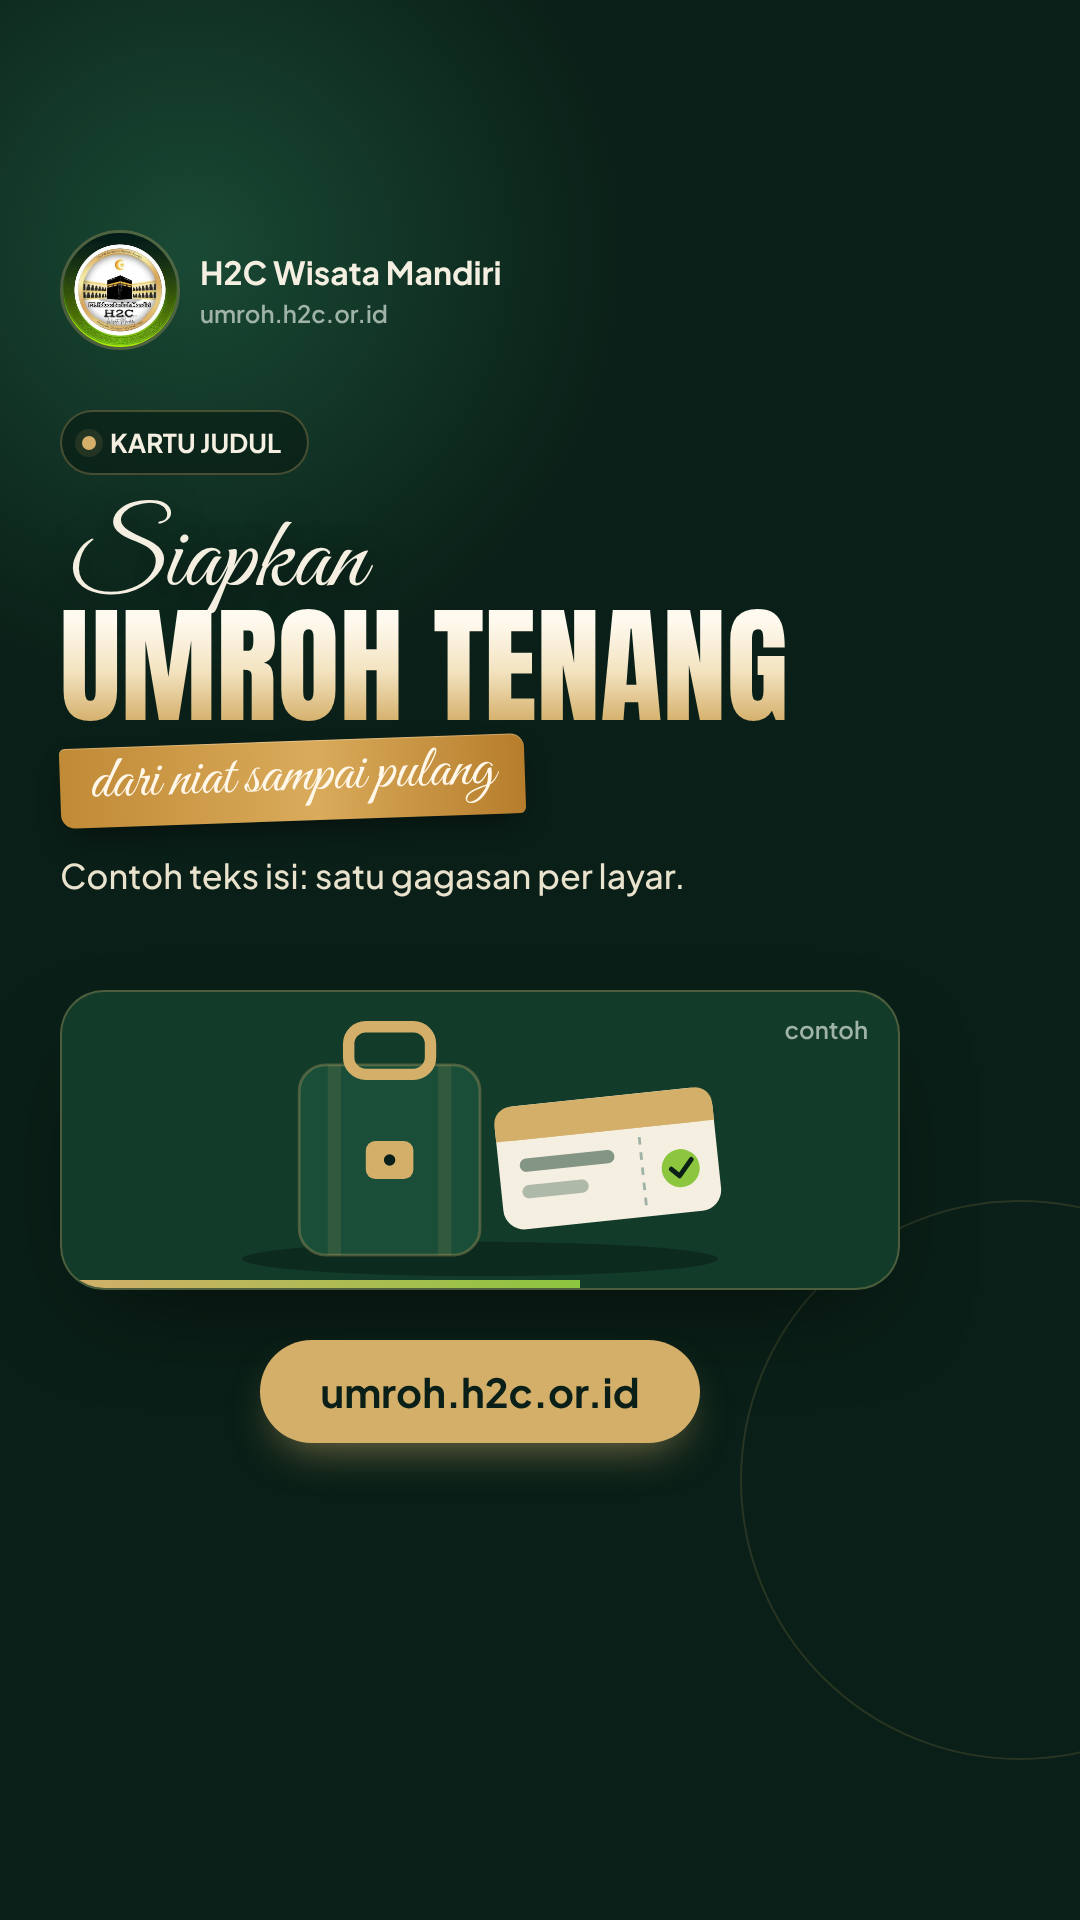 H2C
H2C Wisata Mandiri
umroh.h2c.or.id
KARTU JUDUL
Siapkan
UMROH TENANG
dari niat sampai pulang
Contoh teks isi: satu gagasan per layar.
contoh
umroh.h2c.or.id